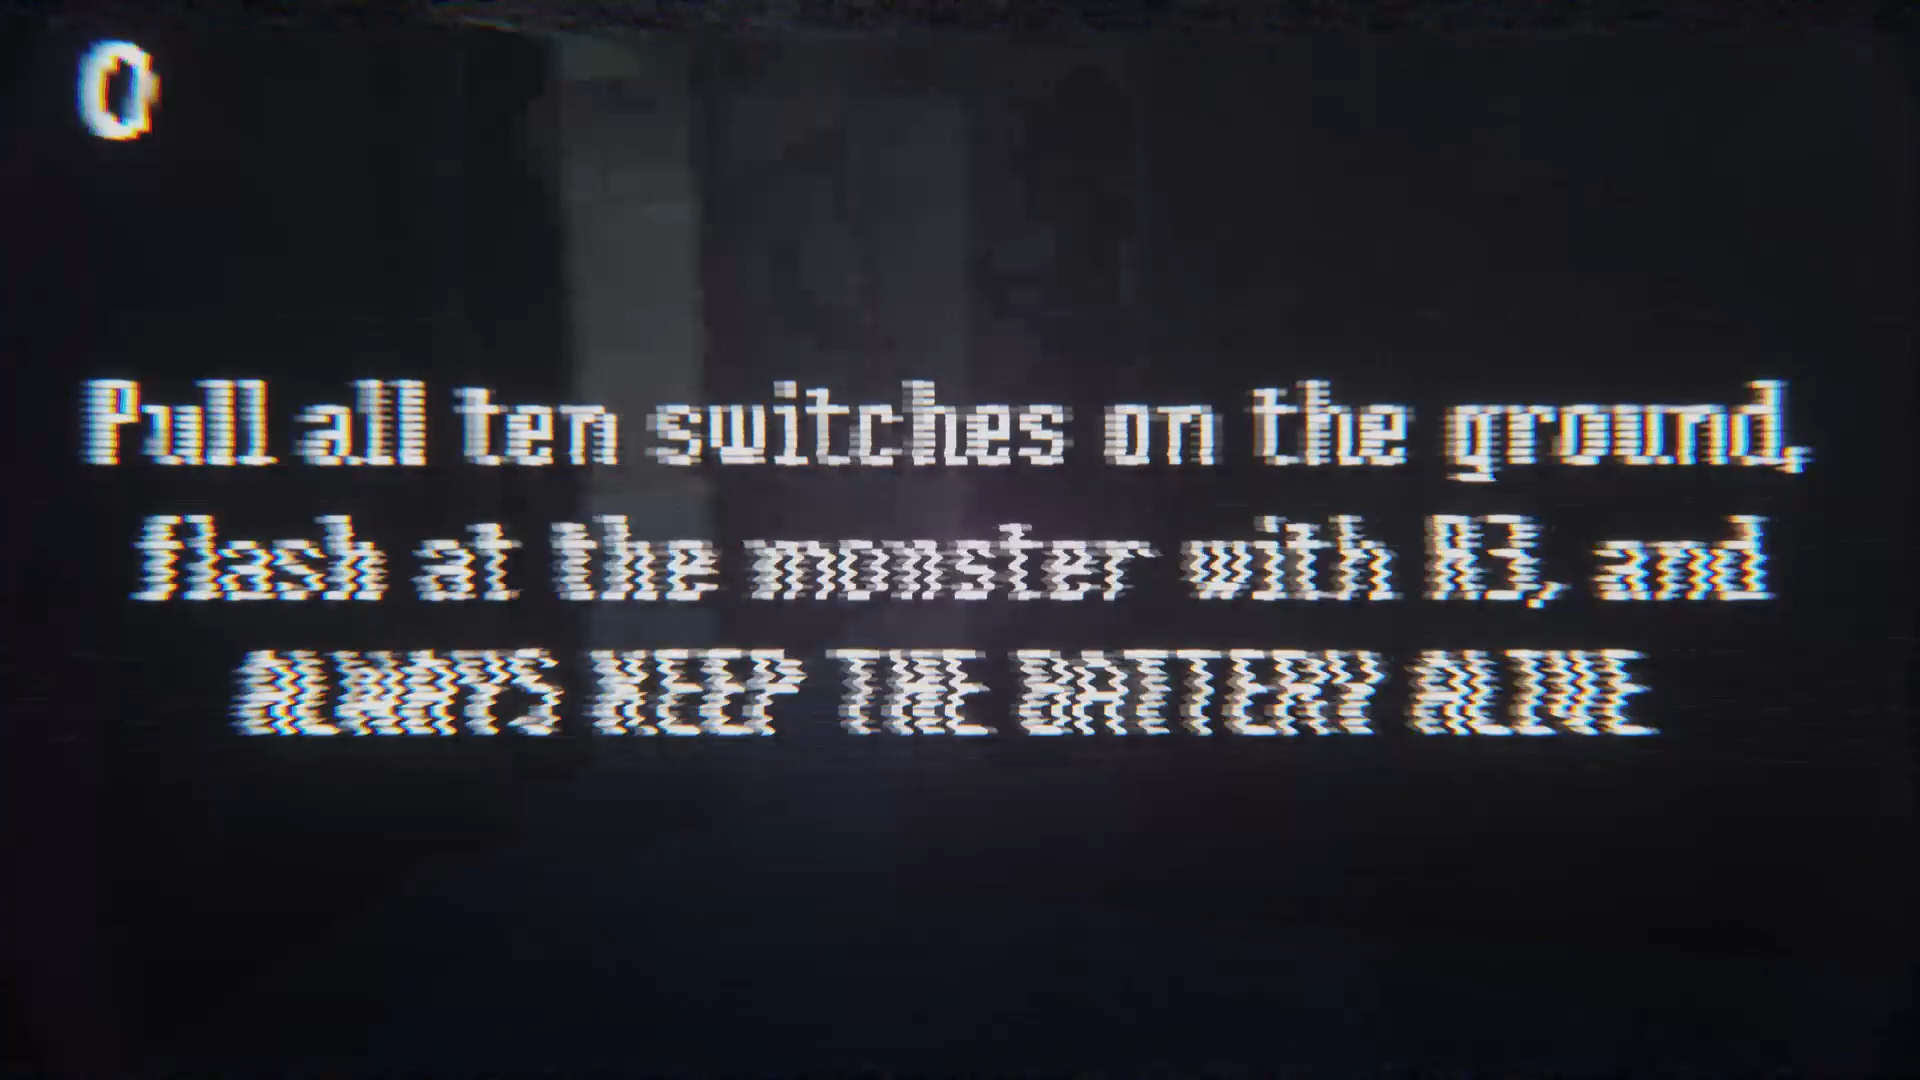 0
Pull all ten switches on the ground,
flash at the monster with R3, and
ALWAYS KEEP THE BATTERY ALIVE